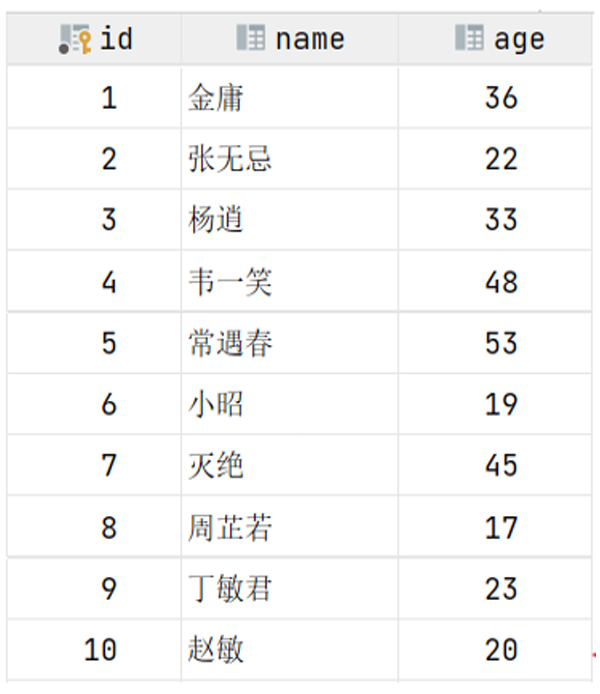 id name age
1 金庸 36
2 张无忌 22
3 杨逍 33
4 韦一笑 48
5 常遇春 53
6 小昭 19
7 灭绝 45
8 周芷若 17
9 丁敏君 23
10 赵敏 20